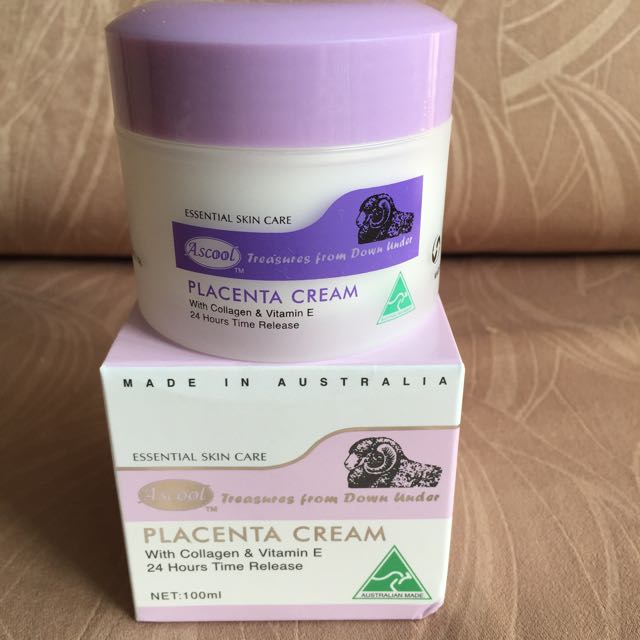 ESSENTIAL SKIN CARE
Ascool
TM
Treasures from Down Under
PLACENTA CREAM
With Collagen & Vitamin E
24 Hours Time Release
MADE IN AUSTRALIA
ESSENTIAL SKIN CARE
Ascool
TM
Treasures from Down Under
PLACENTA CREAM
With Collagen & Vitamin E
24 Hours Time Release
NET:100ml
AUSTRALIAN MADE